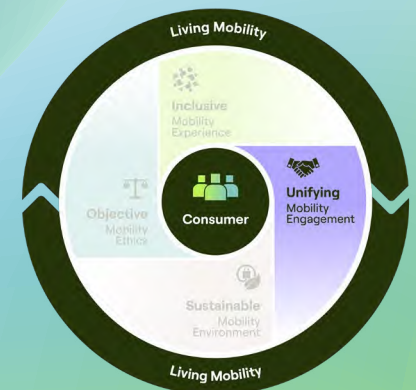 Living Mobility
Inclusive
Mobility
Experience
Unifying
Mobility
Engagement
Objective
Mobility
Ethics
Consumer
Sustainable
Mobility
Environment
Living Mobility